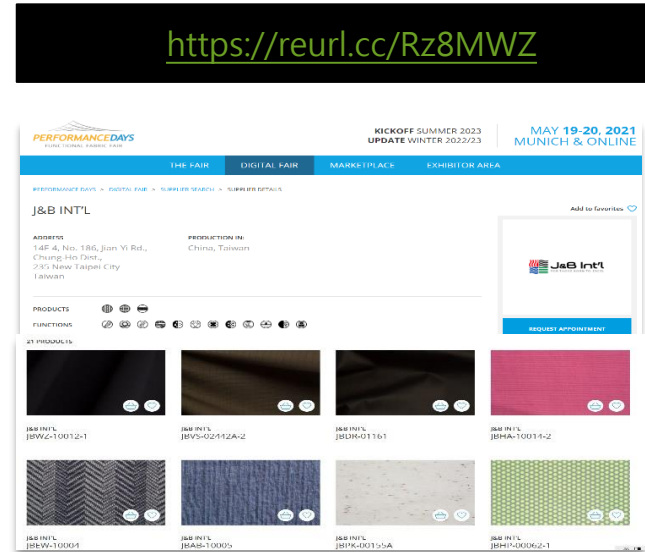 https://reurl.cc/Rz8MWZ
PERFORMANCEDAYS
FUNCTIONAL FABRIC FAIR
KICKOFF SUMMER 2023
UPDATE WINTER 2022/23
MAY 19-20, 2021
MUNICH & ONLINE
THE FAIR DIGITAL FAIR MARKETPLACE EXHIBITOR AREA
PERFORMANCE DAYS > DIGITAL FAIR > SUPPLIER SEARCH > SUPPLIER DETAILS
J&B INT'L
Add to favorites
ADDRESS
14F-4, No. 186, Jian Yi Rd.,
Chung-Ho Dist.,
235 New Taipei City
Taiwan
PRODUCTION IN:
China, Taiwan
J&B Int'l
PRODUCTS
FUNCTIONS
REQUEST APPOINTMENT
21 PRODUCTS
J&B INT'L
JBWZ-10012-1
J&B INT'L
JBVS-02442A-2
J&B INT'L
JBDR-01161
J&B INT'L
JBHA-10014-2
J&B INT'L
JBEW-10004
J&B INT'L
JBAB-10005
J&B INT'L
JBPK-00155A
J&B INT'L
JBHP-00062-1